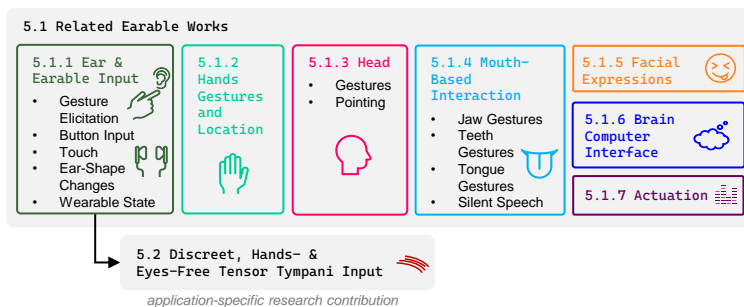 5.1 Related Earable Works
5.1.1 Ear &
Earable Input
• Gesture
Elicitation
• Button Input
• Touch
• Ear-Shape
Changes
• Wearable State
5.1.2
Hands
Gestures
and
Location
5.1.3 Head
• Gestures
• Pointing
5.1.4 Mouth-
Based
Interaction
• Jaw Gestures
• Teeth
Gestures
• Tongue
Gestures
• Silent Speech
5.1.5 Facial
Expressions
5.1.6 Brain
Computer
Interface
5.1.7 Actuation
5.2 Discreet, Hands- &
Eyes-Free Tensor Tympani Input
application-specific research contribution